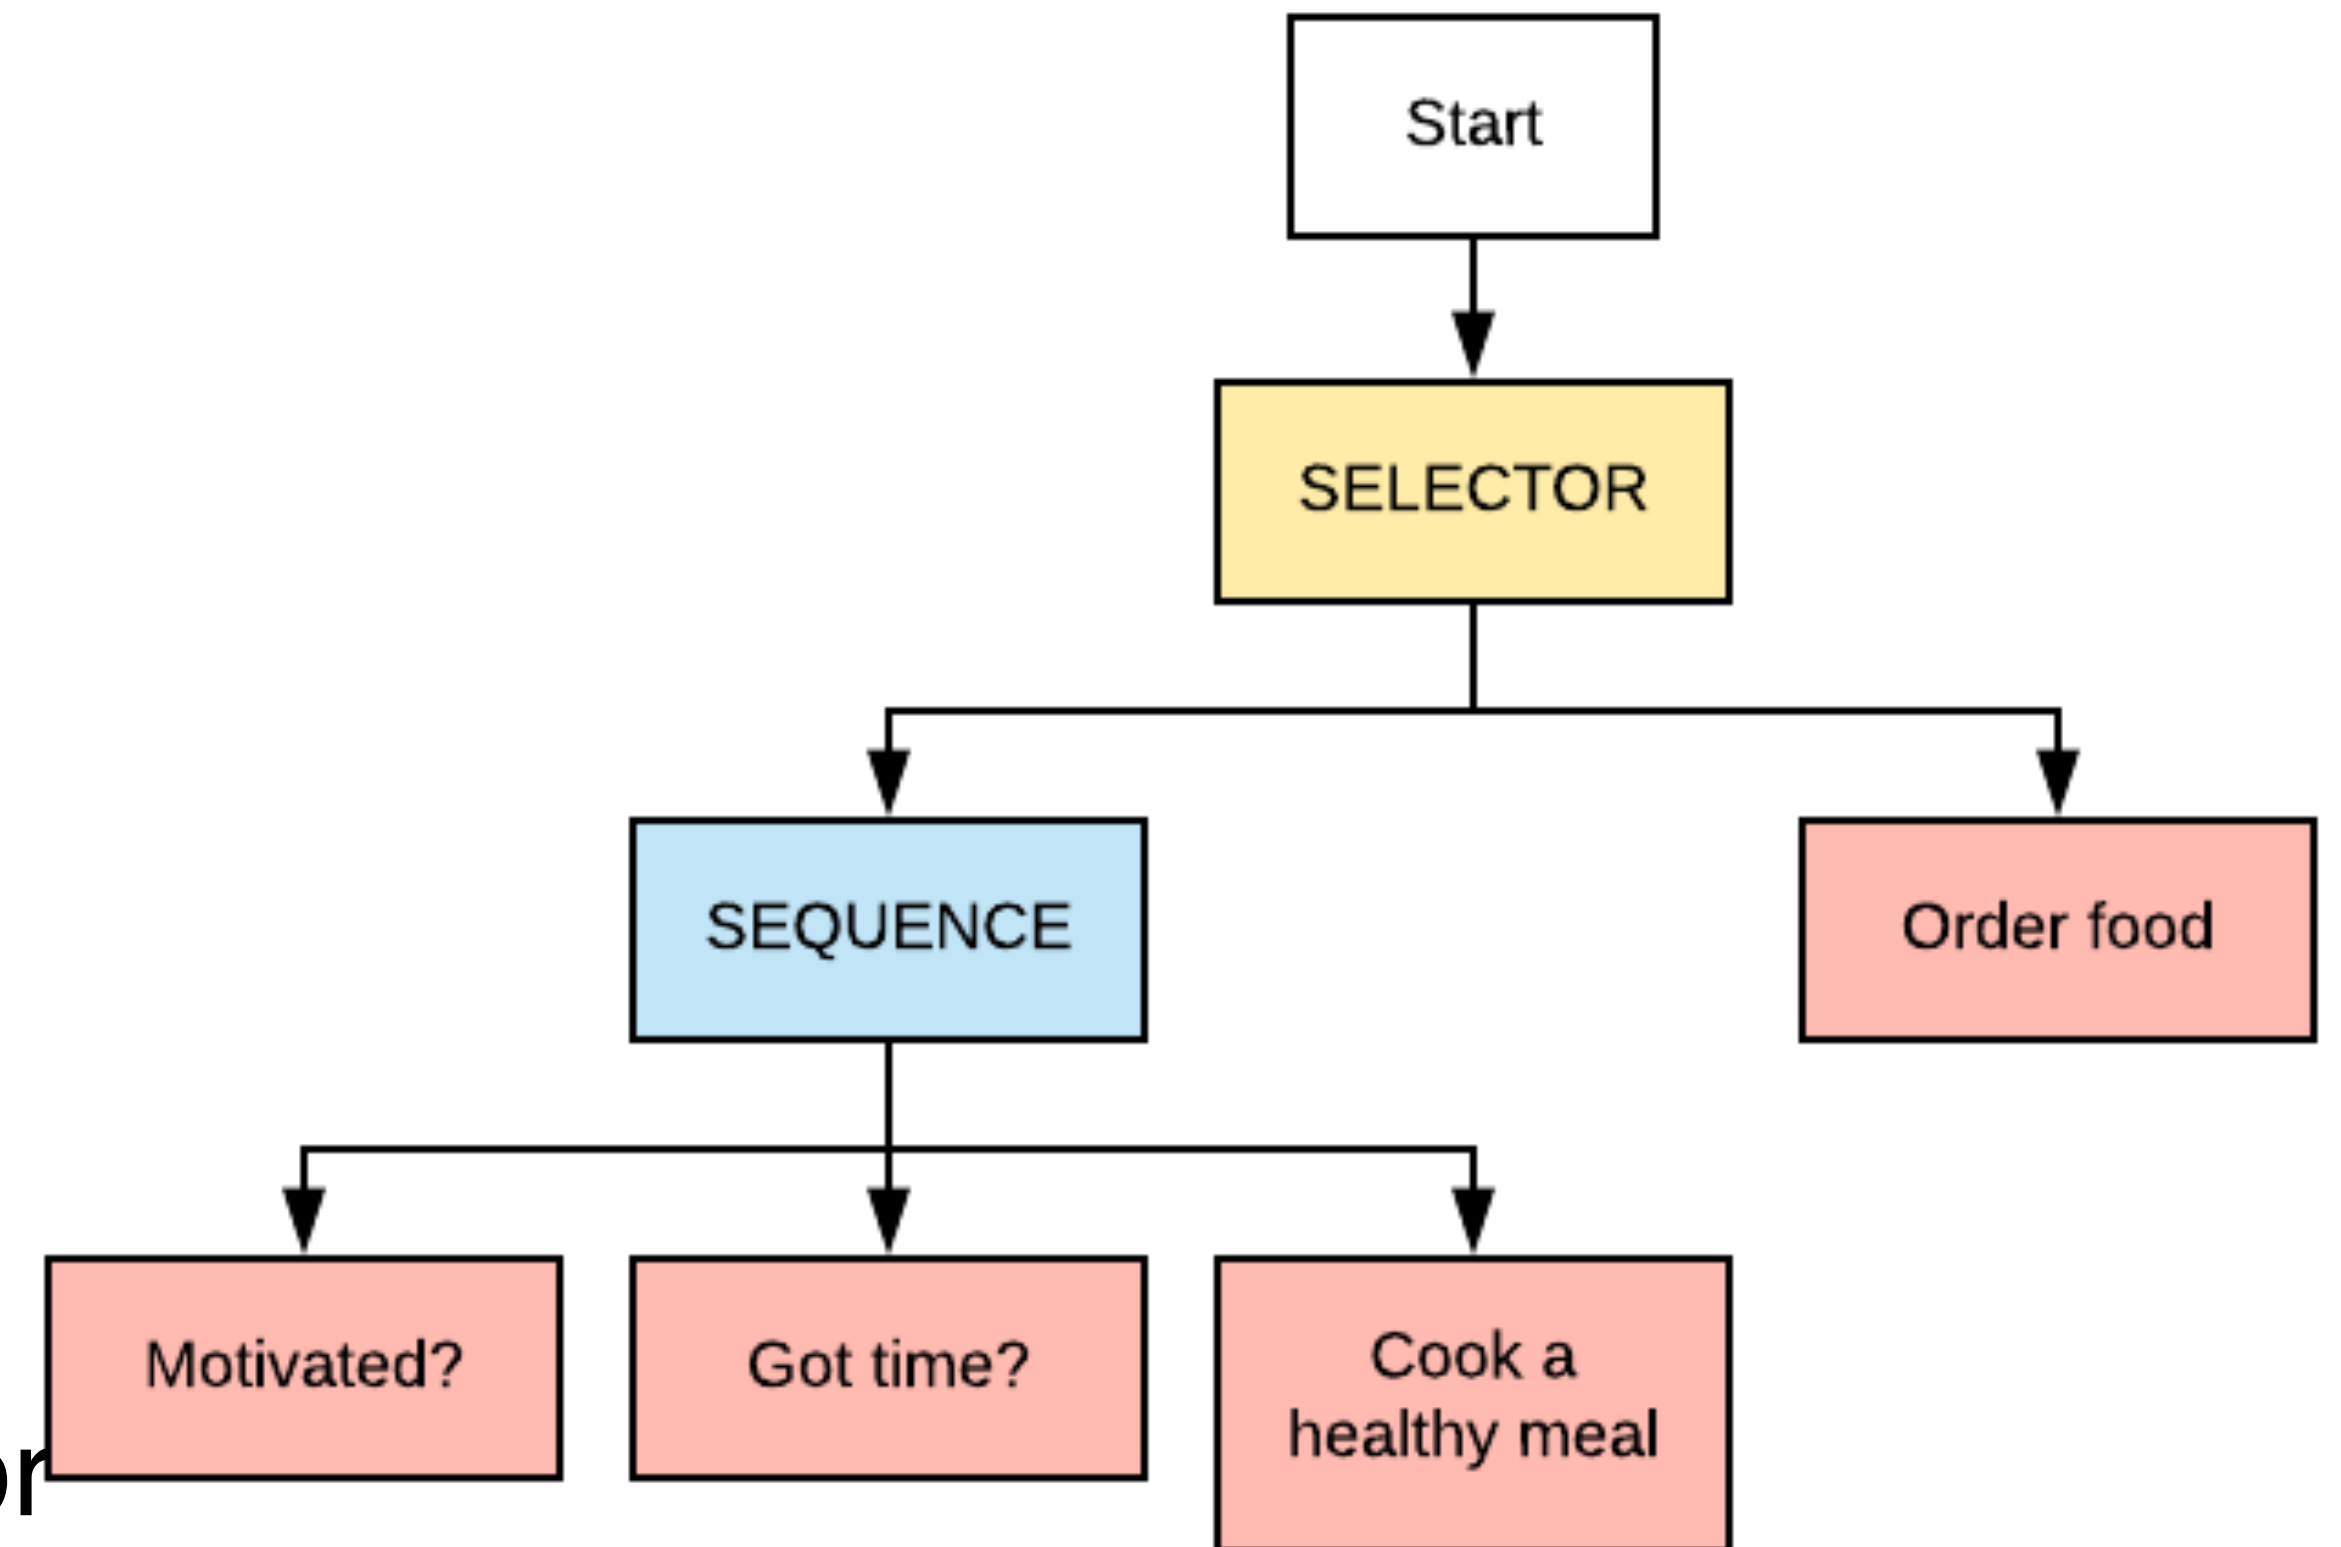 Start
SELECTOR
SEQUENCE
Order food
Motivated?
Got time?
Cook a
healthy meal